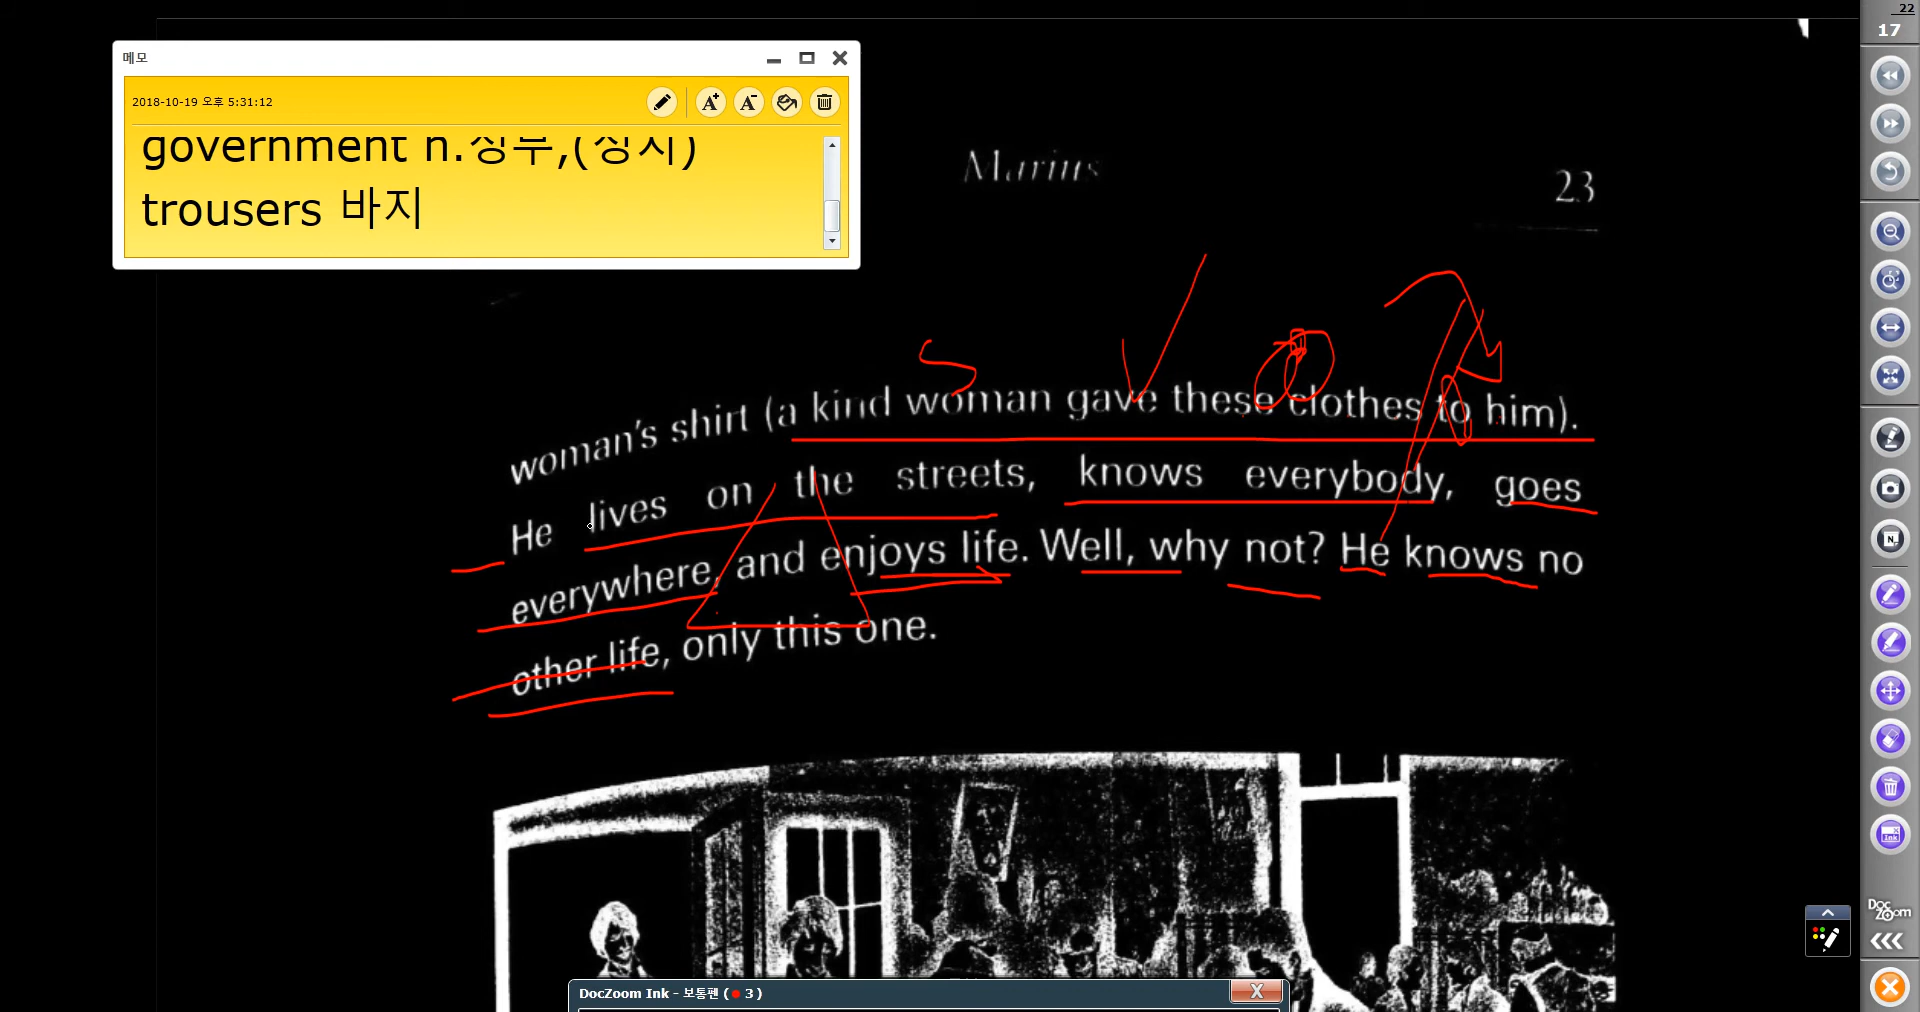 22
17
메모
2018-10-19 오후 5:31:12
A+
A-
government n.정부,(정치)
trousers 바지
Marius
23
woman's shirt (a kind woman gave these clothes to him).
He lives on the streets, knows everybody, goes
everywhere, and enjoys life. Well, why not? He knows no
other life, only this one.
S
N
Ink
Doc
Zoom
DocZoom Ink - 보통펜 ( 3 )